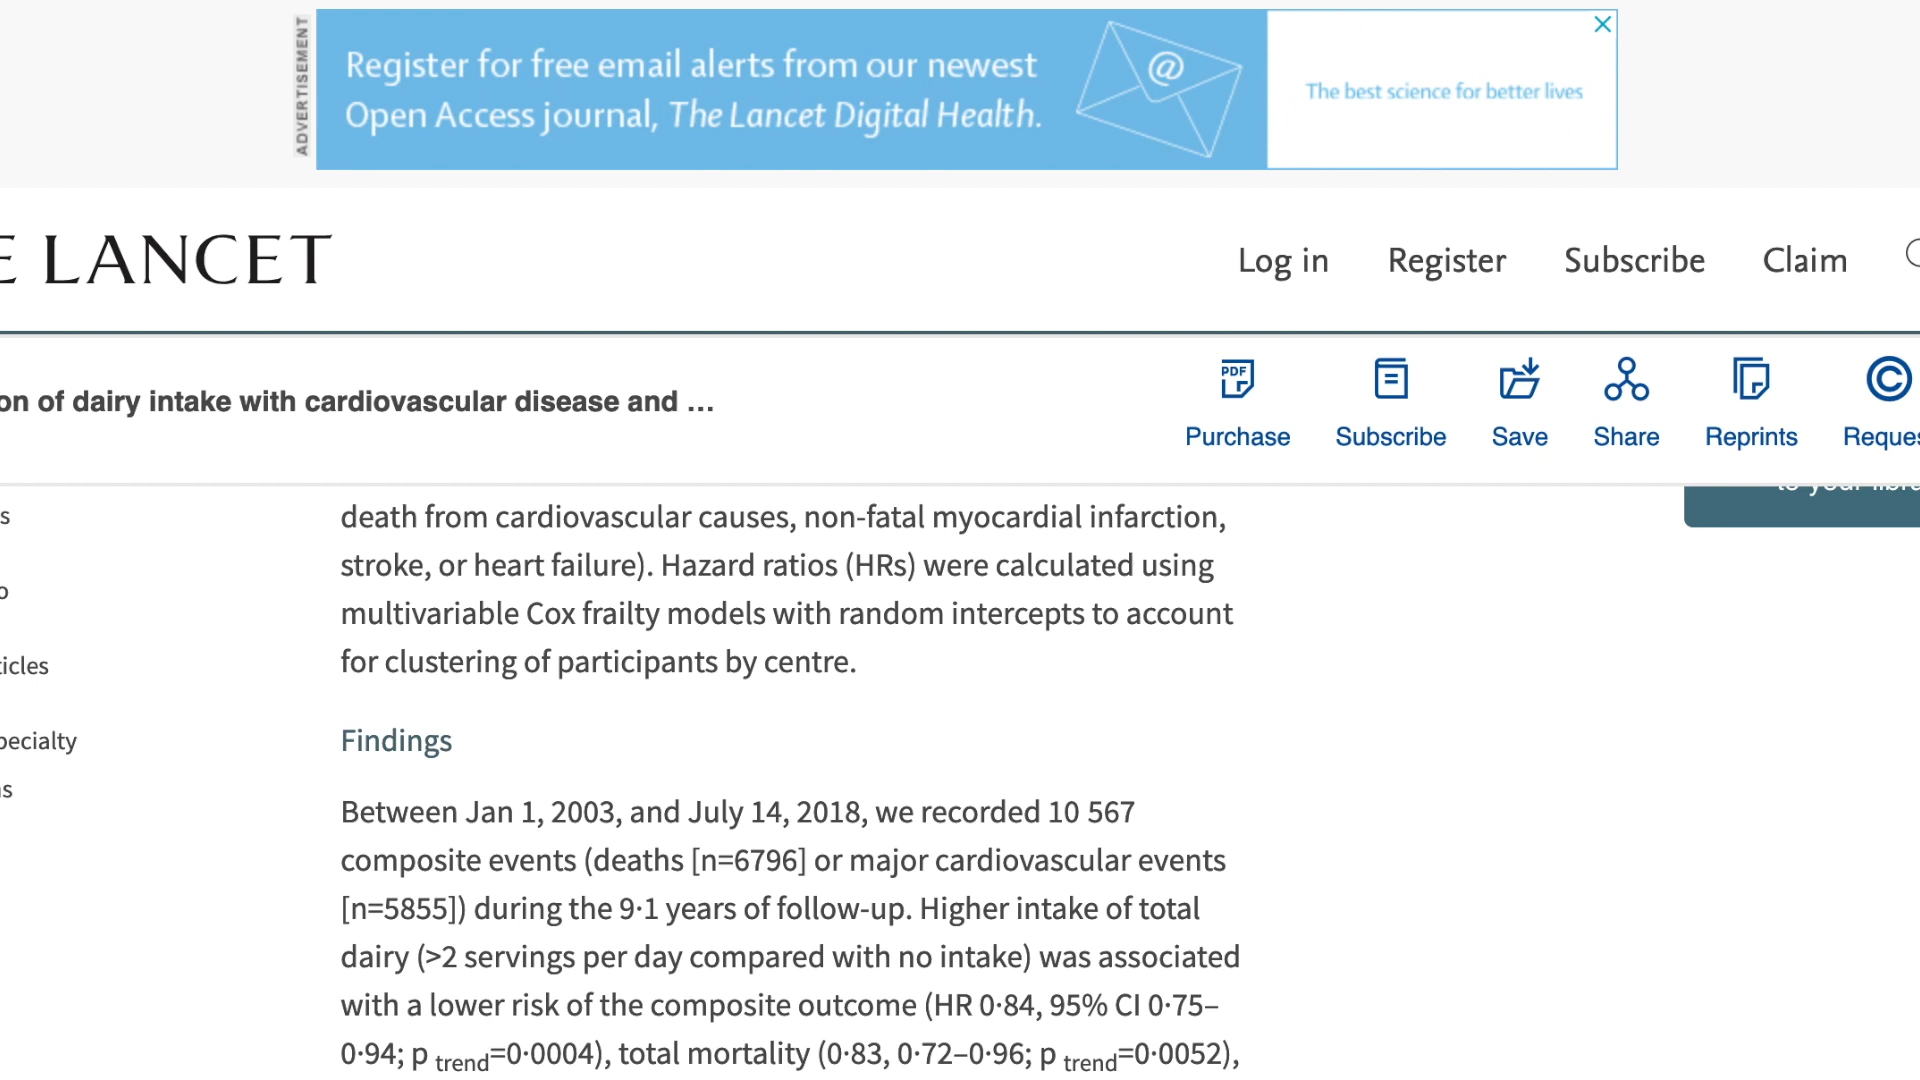 ADVERTISEMENT
Register for free email alerts from our newest
Open Access journal, The Lancet Digital Health.
@
The best science for better lives
E LANCET
Log in Register Subscribe Claim
on of dairy intake with cardiovascular disease and ...
PDF
Purchase Subscribe Save Share Reprints Reques
s
o
icles
pecialty
s
death from cardiovascular causes, non-fatal myocardial infarction,
stroke, or heart failure). Hazard ratios (HRs) were calculated using
multivariable Cox frailty models with random intercepts to account
for clustering of participants by centre.
Findings
Between Jan 1, 2003, and July 14, 2018, we recorded 10 567
composite events (deaths [n=6796] or major cardiovascular events
[n=5855]) during the 9·1 years of follow-up. Higher intake of total
dairy (>2 servings per day compared with no intake) was associated
with a lower risk of the composite outcome (HR 0·84, 95% CI 0·75–
0·94; p trend=0·0004), total mortality (0·83, 0·72–0·96; p trend=0·0052),